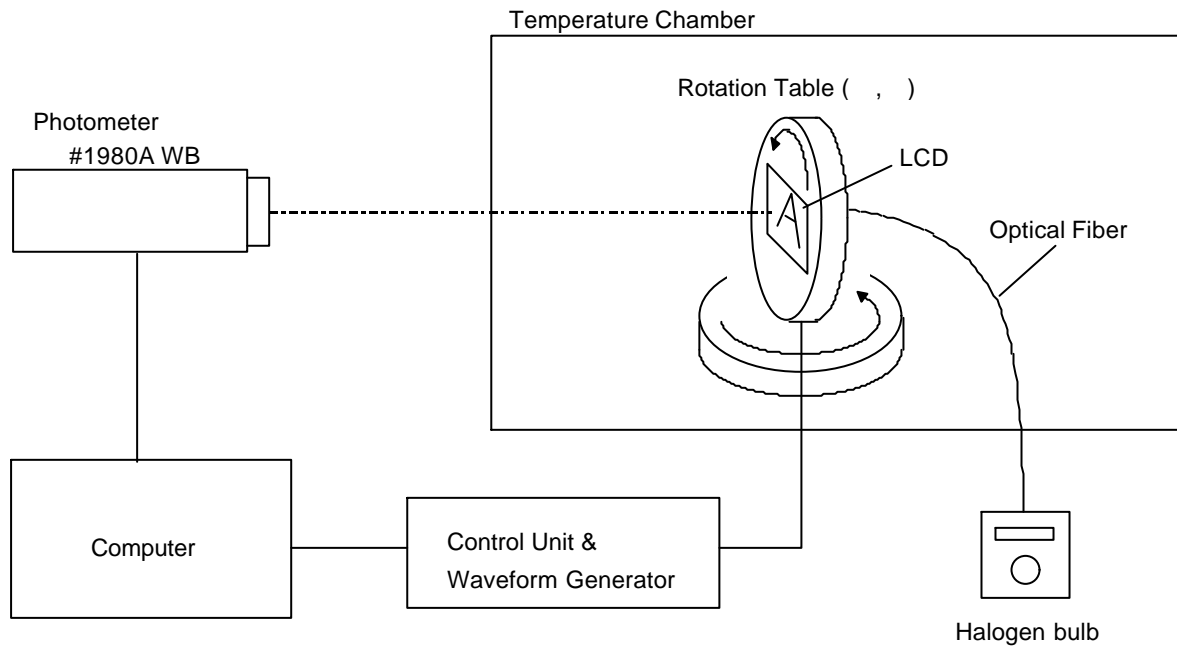 Temperature Chamber
Rotation Table ( , )
Photometer
#1980A WB
LCD
A
Optical Fiber
Computer
Control Unit &
Waveform Generator
Halogen bulb